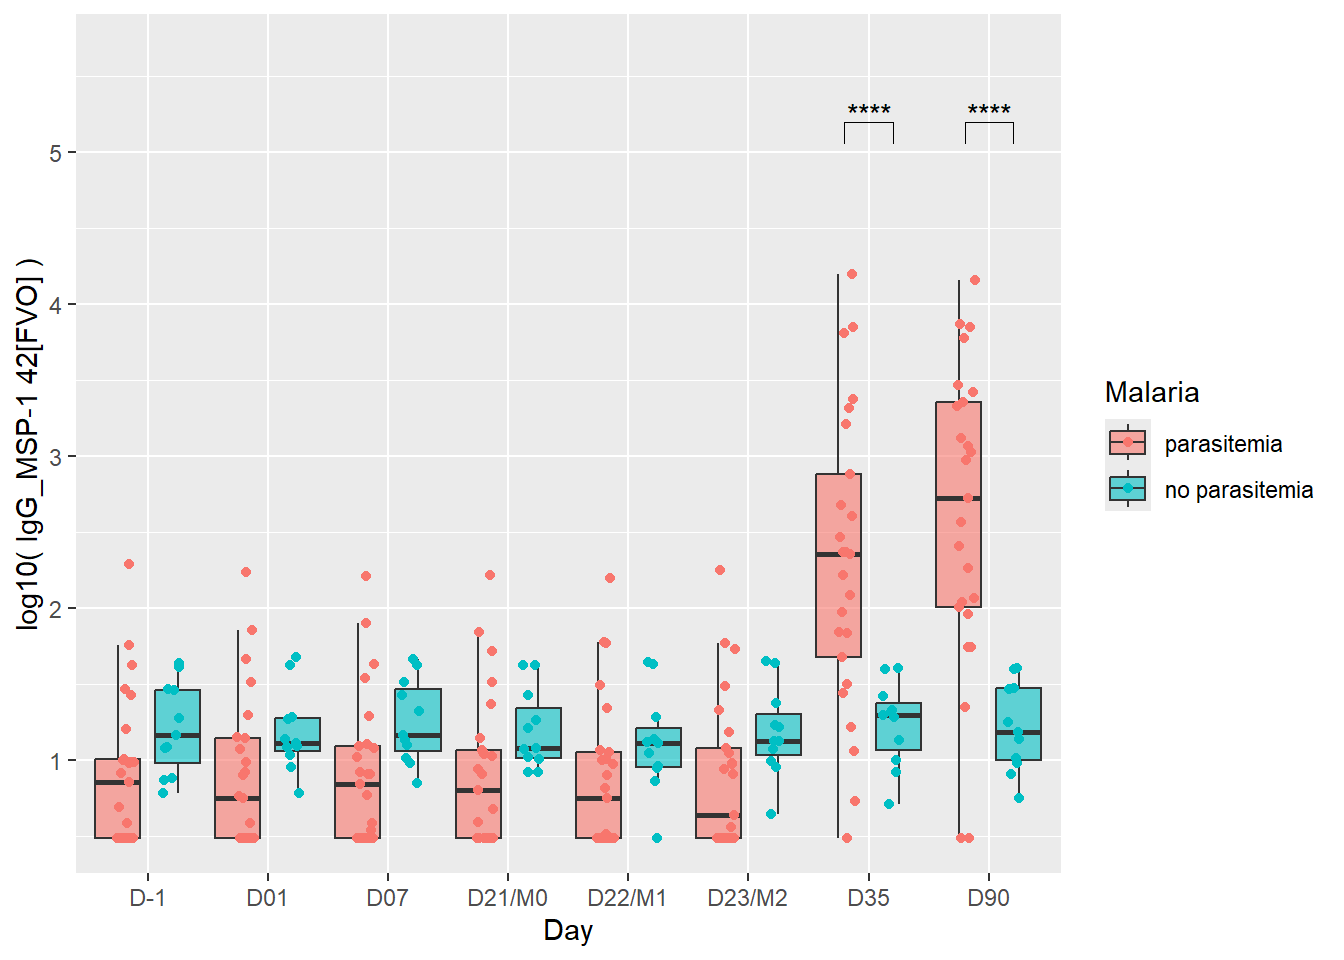 **** ****
5
4
3
2
1
log10( IgG_MSP-1 42[FVO] )
D-1 D01 D07 D21/M0 D22/M1 D23/M2 D35 D90
Day
Malaria
parasitemia
no parasitemia